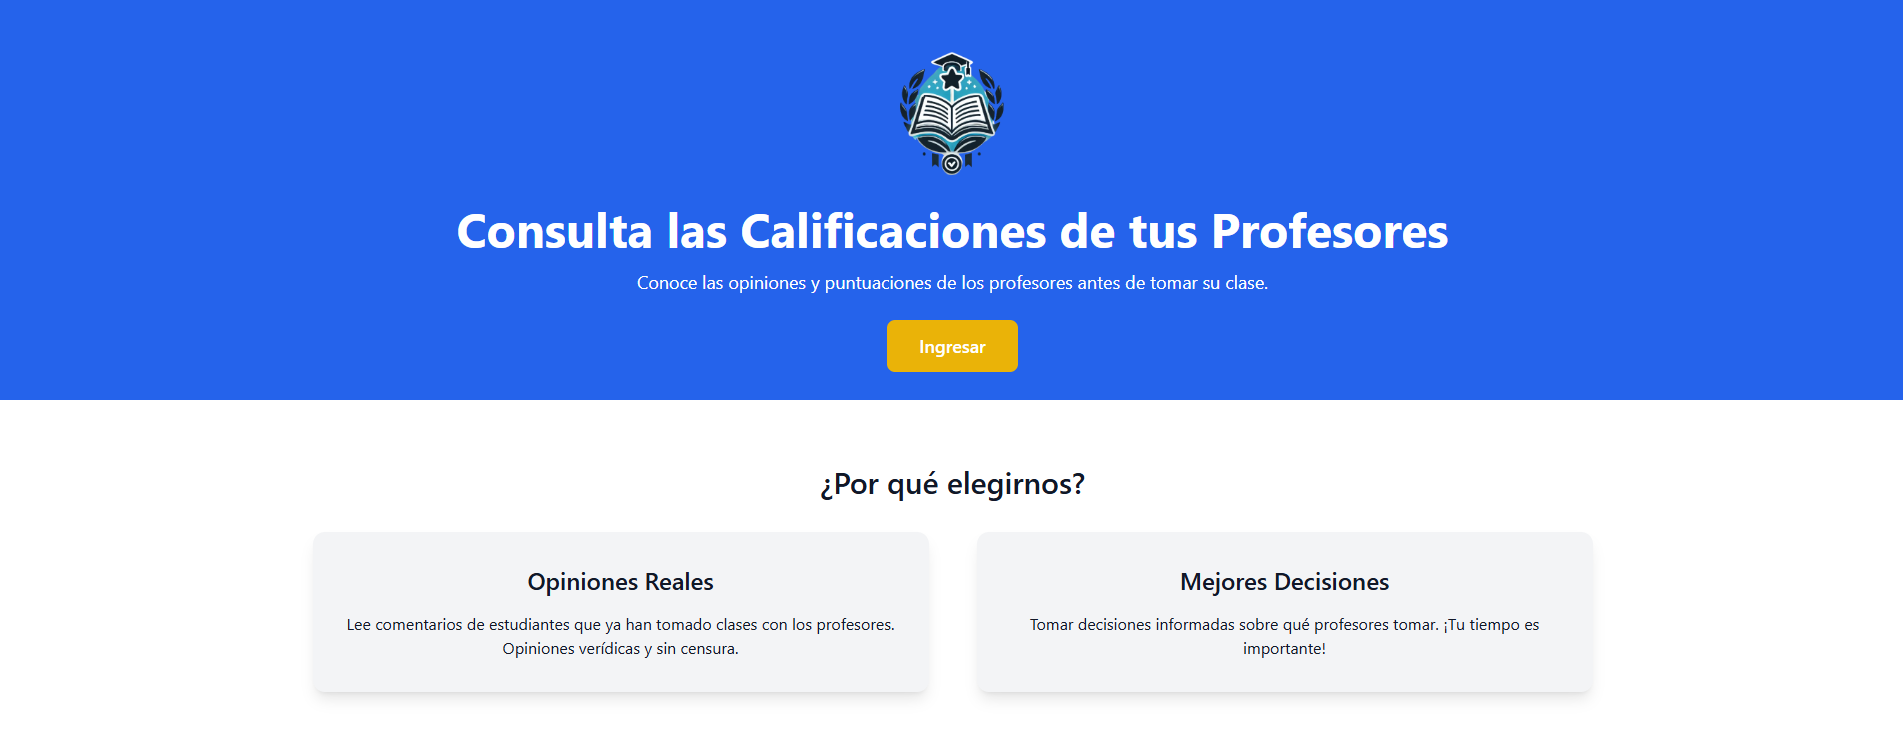 Consulta las Calificaciones de tus Profesores
Conoce las opiniones y puntuaciones de los profesores antes de tomar su clase.
Ingresar
¿Por qué elegirnos?
Opiniones Reales
Lee comentarios de estudiantes que ya han tomado clases con los profesores.
Opiniones verídicas y sin censura.
Mejores Decisiones
Tomar decisiones informadas sobre qué profesores tomar. ¡Tu tiempo es
importante!